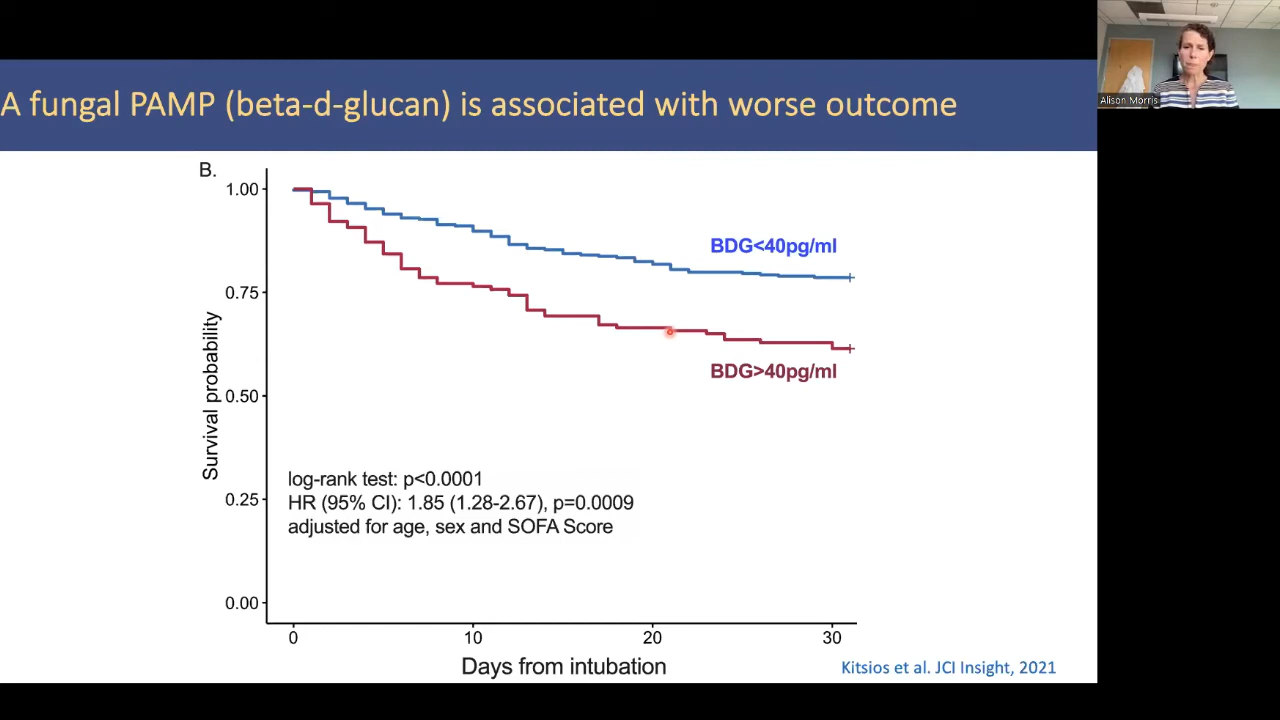 A fungal PAMP (beta-d-glucan) is associated with worse outcome
Alison Morris
B.
1.00
0.75
0.50
0.25
0.00
Survival probability
BDG<40pg/ml
BDG>40pg/ml
log-rank test: p<0.0001
HR (95% CI): 1.85 (1.28-2.67), p=0.0009
adjusted for age, sex and SOFA Score
0 10 20 30
Days from intubation
Kitsios et al. JCI Insight, 2021